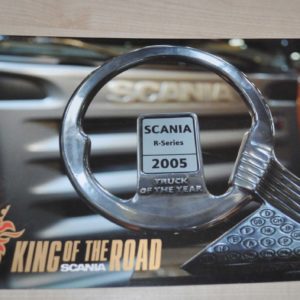 SCANIA
SCANIA
R-Series
2005
TRUCK
OF THE YEAR
KING OF THE ROAD
SCANIA